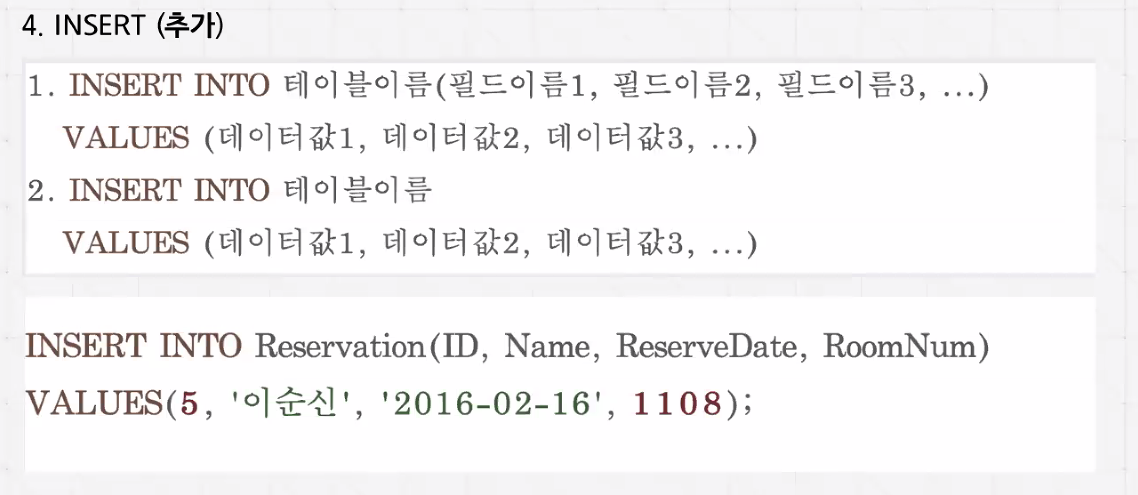 4. INSERT (추가)
1. INSERT INTO 테이블이름(필드이름1, 필드이름2, 필드이름3, ...)
VALUES (데이터값1, 데이터값2, 데이터값3, ...)
2. INSERT INTO 테이블이름
VALUES (데이터값1, 데이터값2, 데이터값3, ...)
INSERT INTO Reservation(ID, Name, ReserveDate, RoomNum)
VALUES(5, '이순신', '2016-02-16', 1108);